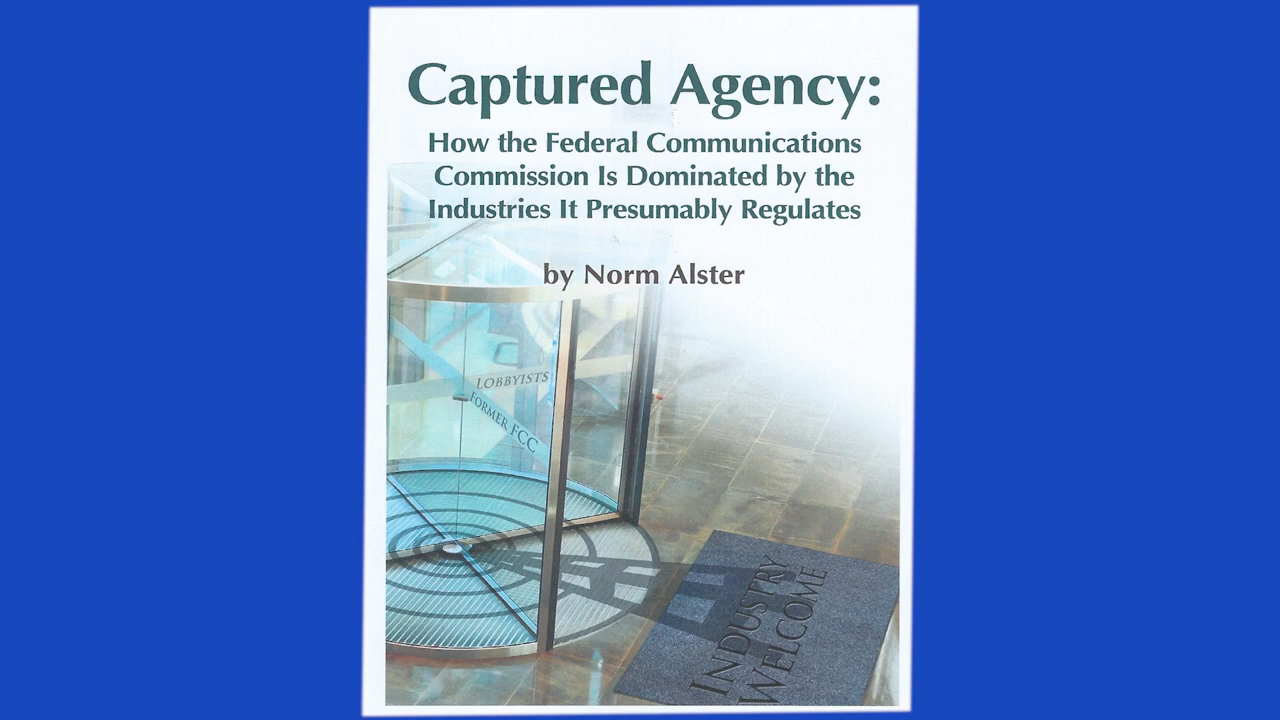 Captured Agency:
How the Federal Communications
Commission Is Dominated by the
Industries It Presumably Regulates
by Norm Alster
LOBBYISTS
FORMER FCC
INDUSTRY
WELCOME